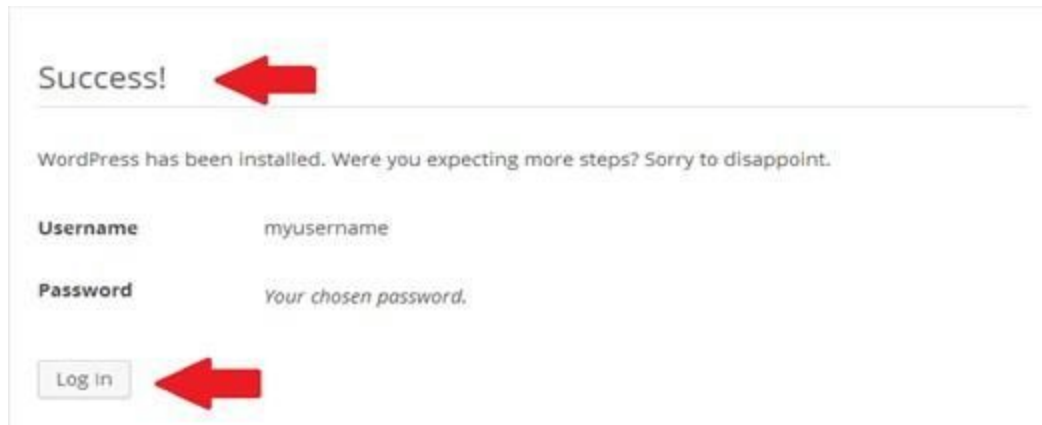 Success!
WordPress has been installed. Were you expecting more steps? Sorry to disappoint.
Username myusername
Password Your chosen password.
Log In